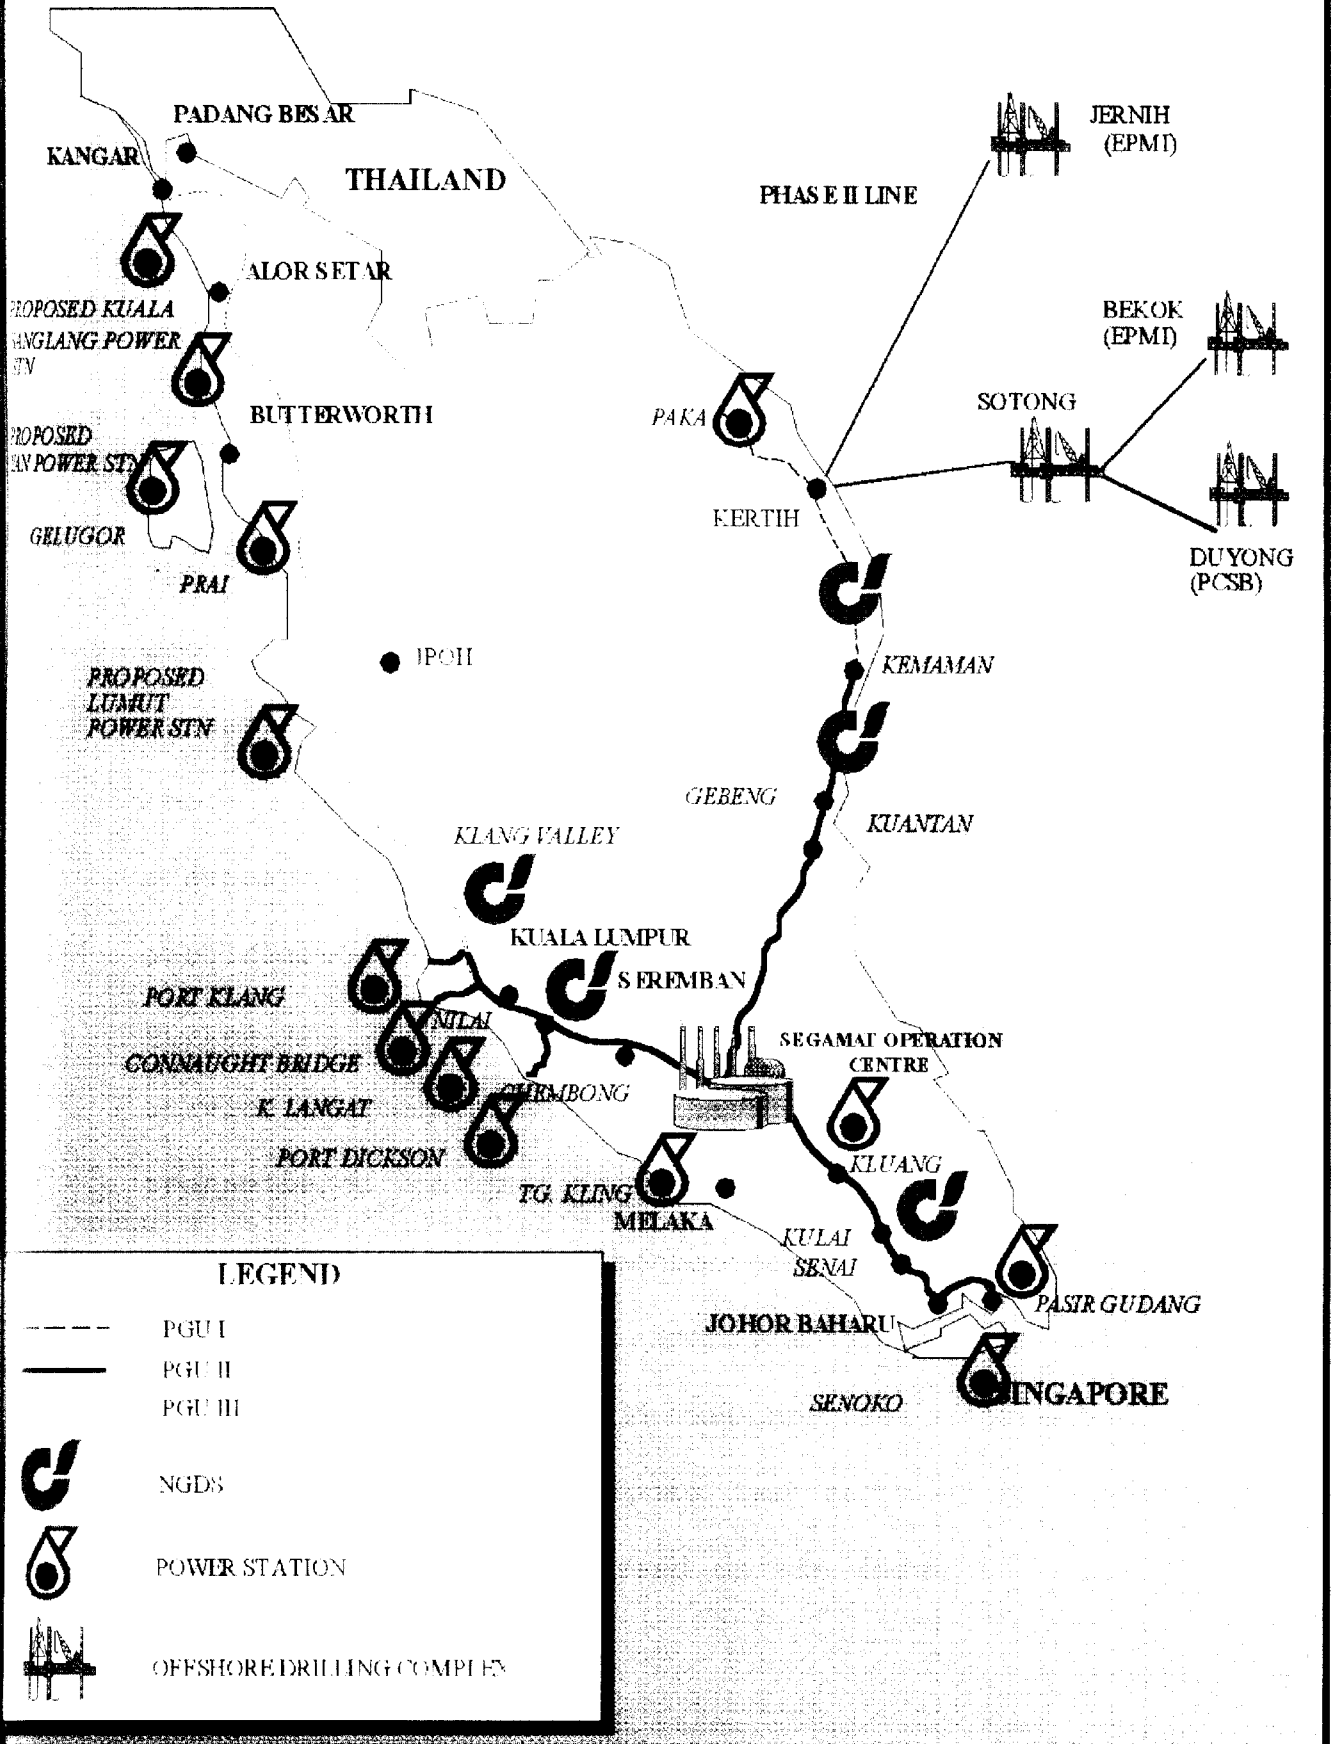 PADANG BESAR
KANGAR
THAILAND
JERNIH
(EPMI)
PHASE II LINE
ALOR SETAR
PROPOSED KUALA
POWER
BEKOK
(EPMI)
BUTTERWORTH
PAKA
SOTONG
PROPOSED
POWER STN
KERTIH
GELUGOR
PRAI
DUYONG
(PCSB)
IPOH
KEMAMAN
PROPOSED
LUMUT
POWER STN
GEBENG
KUANTAN
KLANG VALLEY
KUALA LUMPUR
SEREMBAN
PORT KLANG
NILAI
SEGAMAT OPERATION
CENTRE
CONNAUGHT BRIDGE
CHEMBONG
K. LANGAT
PORT DICKSON
KLUANG
TG. KLING
MELAKA
KULAI
SENAI
PASIR GUDANG
JOHOR BAHARU
SENOKO
SINGAPORE
LEGEND
PGU I
PGU II
PGU III
NGDS
POWER STATION
OFFSHORE DRILLING COMPLEX